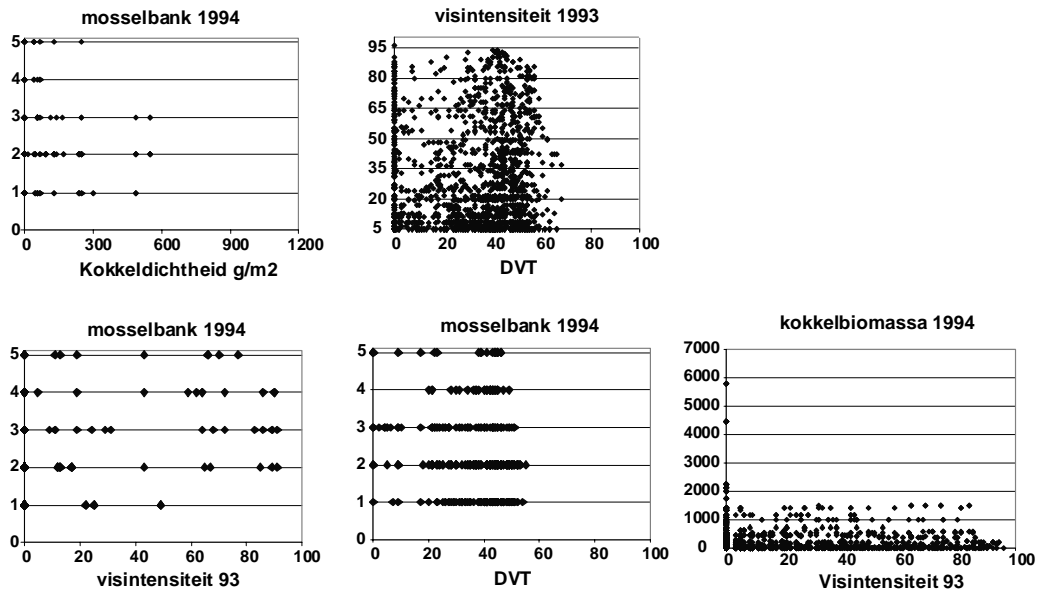 mosselbank 1994
5
4
3
2
1
0
0 300 600 900 1200
Kokkeldichtheid g/m2
visintensiteit 1993
95
80
65
50
35
20
5
0 20 40 60 80 100
DVT
mosselbank 1994
5
4
3
2
1
0
0 20 40 60 80 100
visintensiteit 93
mosselbank 1994
5
4
3
2
1
0
0 20 40 60 80 100
DVT
kokkelbiomassa 1994
7000
6000
5000
4000
3000
2000
1000
0
0 20 40 60 80 100
Visintensiteit 93